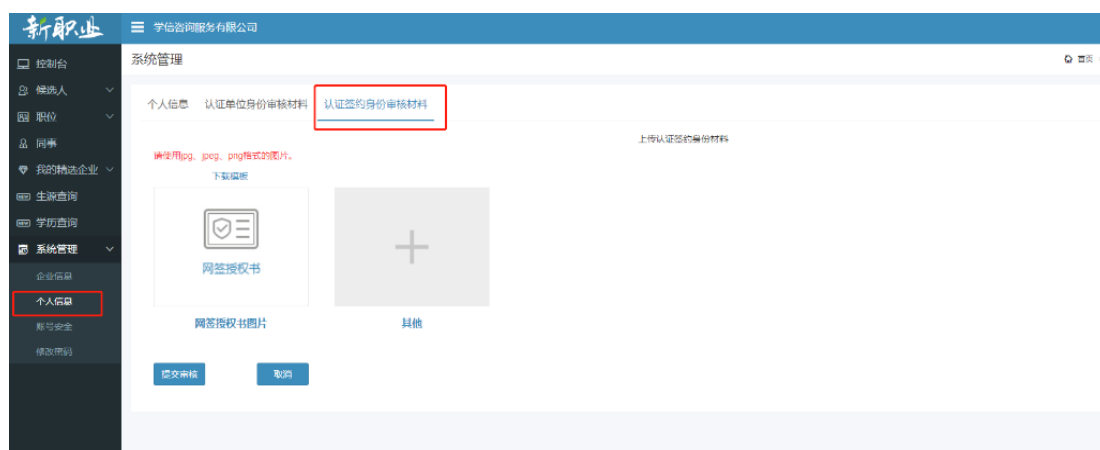 新职业
学信咨询服务有限公司
控制台
候选人
职位
同事
我的精选企业
生源查询
学历查询
系统管理
企业信息
个人信息
账号安全
修改密码
系统管理
首页
个人信息 认证单位身份审核材料 认证签约身份审核材料
上传认证签约身份材料
请使用jpg、jpeg、png格式的图片。
下载模板
网签授权书
网签授权书图片 其他
提交审核 取消